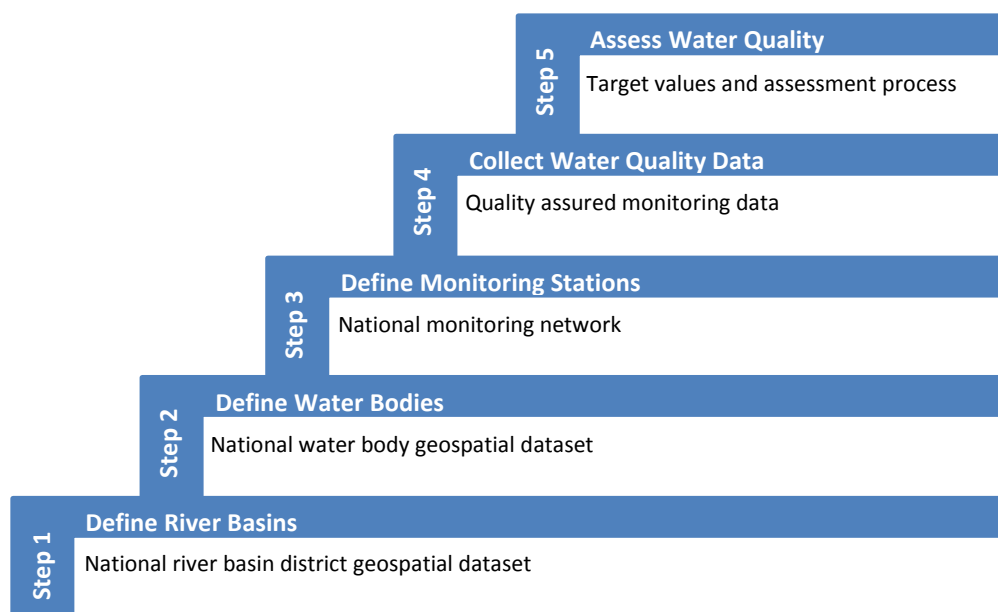 Step 5
Assess Water Quality
Target values and assessment process
Step 4
Collect Water Quality Data
Quality assured monitoring data
Step 3
Define Monitoring Stations
National monitoring network
Step 2
Define Water Bodies
National water body geospatial dataset
Step 1
Define River Basins
National river basin district geospatial dataset